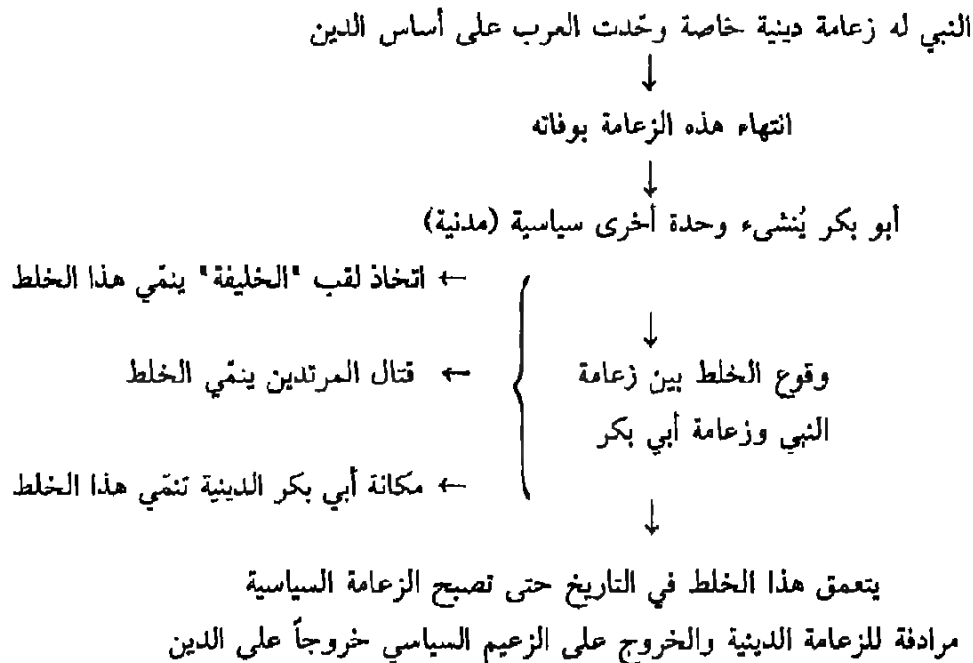 النبي له زعامة دينية خاصة وحّدت العرب على أساس الدين
↓
انتهاء هذه الزعامة بوفاته
↓
أبو بكر يُنشىء وحدة أخرى سياسية (مدنية)
← اتخاذ لقب "الخليفة" ينمّي هذا الخلط
↓
وقوع الخلط بين زعامة
← قتال المرتدين ينمّي الخلط
النبي وزعامة أبي بكر
← مكانة أبي بكر الدينية تنمّي هذا الخلط
↓
يتعمق هذا الخلط في التاريخ حتى تصبح الزعامة السياسية
مرادفة للزعامة الدينية والخروج على الزعيم السياسي خروجاً على الدين